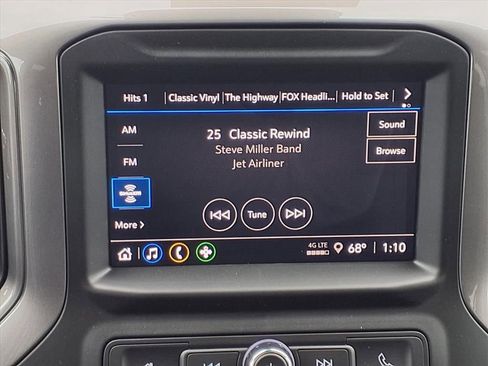 Hits 1 Classic Vinyl The Highway FOX Headli... Hold to Set
AM
25 Classic Rewind
Sound
Steve Miller Band
FM
Browse
Jet Airliner
SiriusXM
Tune
More
4G LTE
68° 1:10